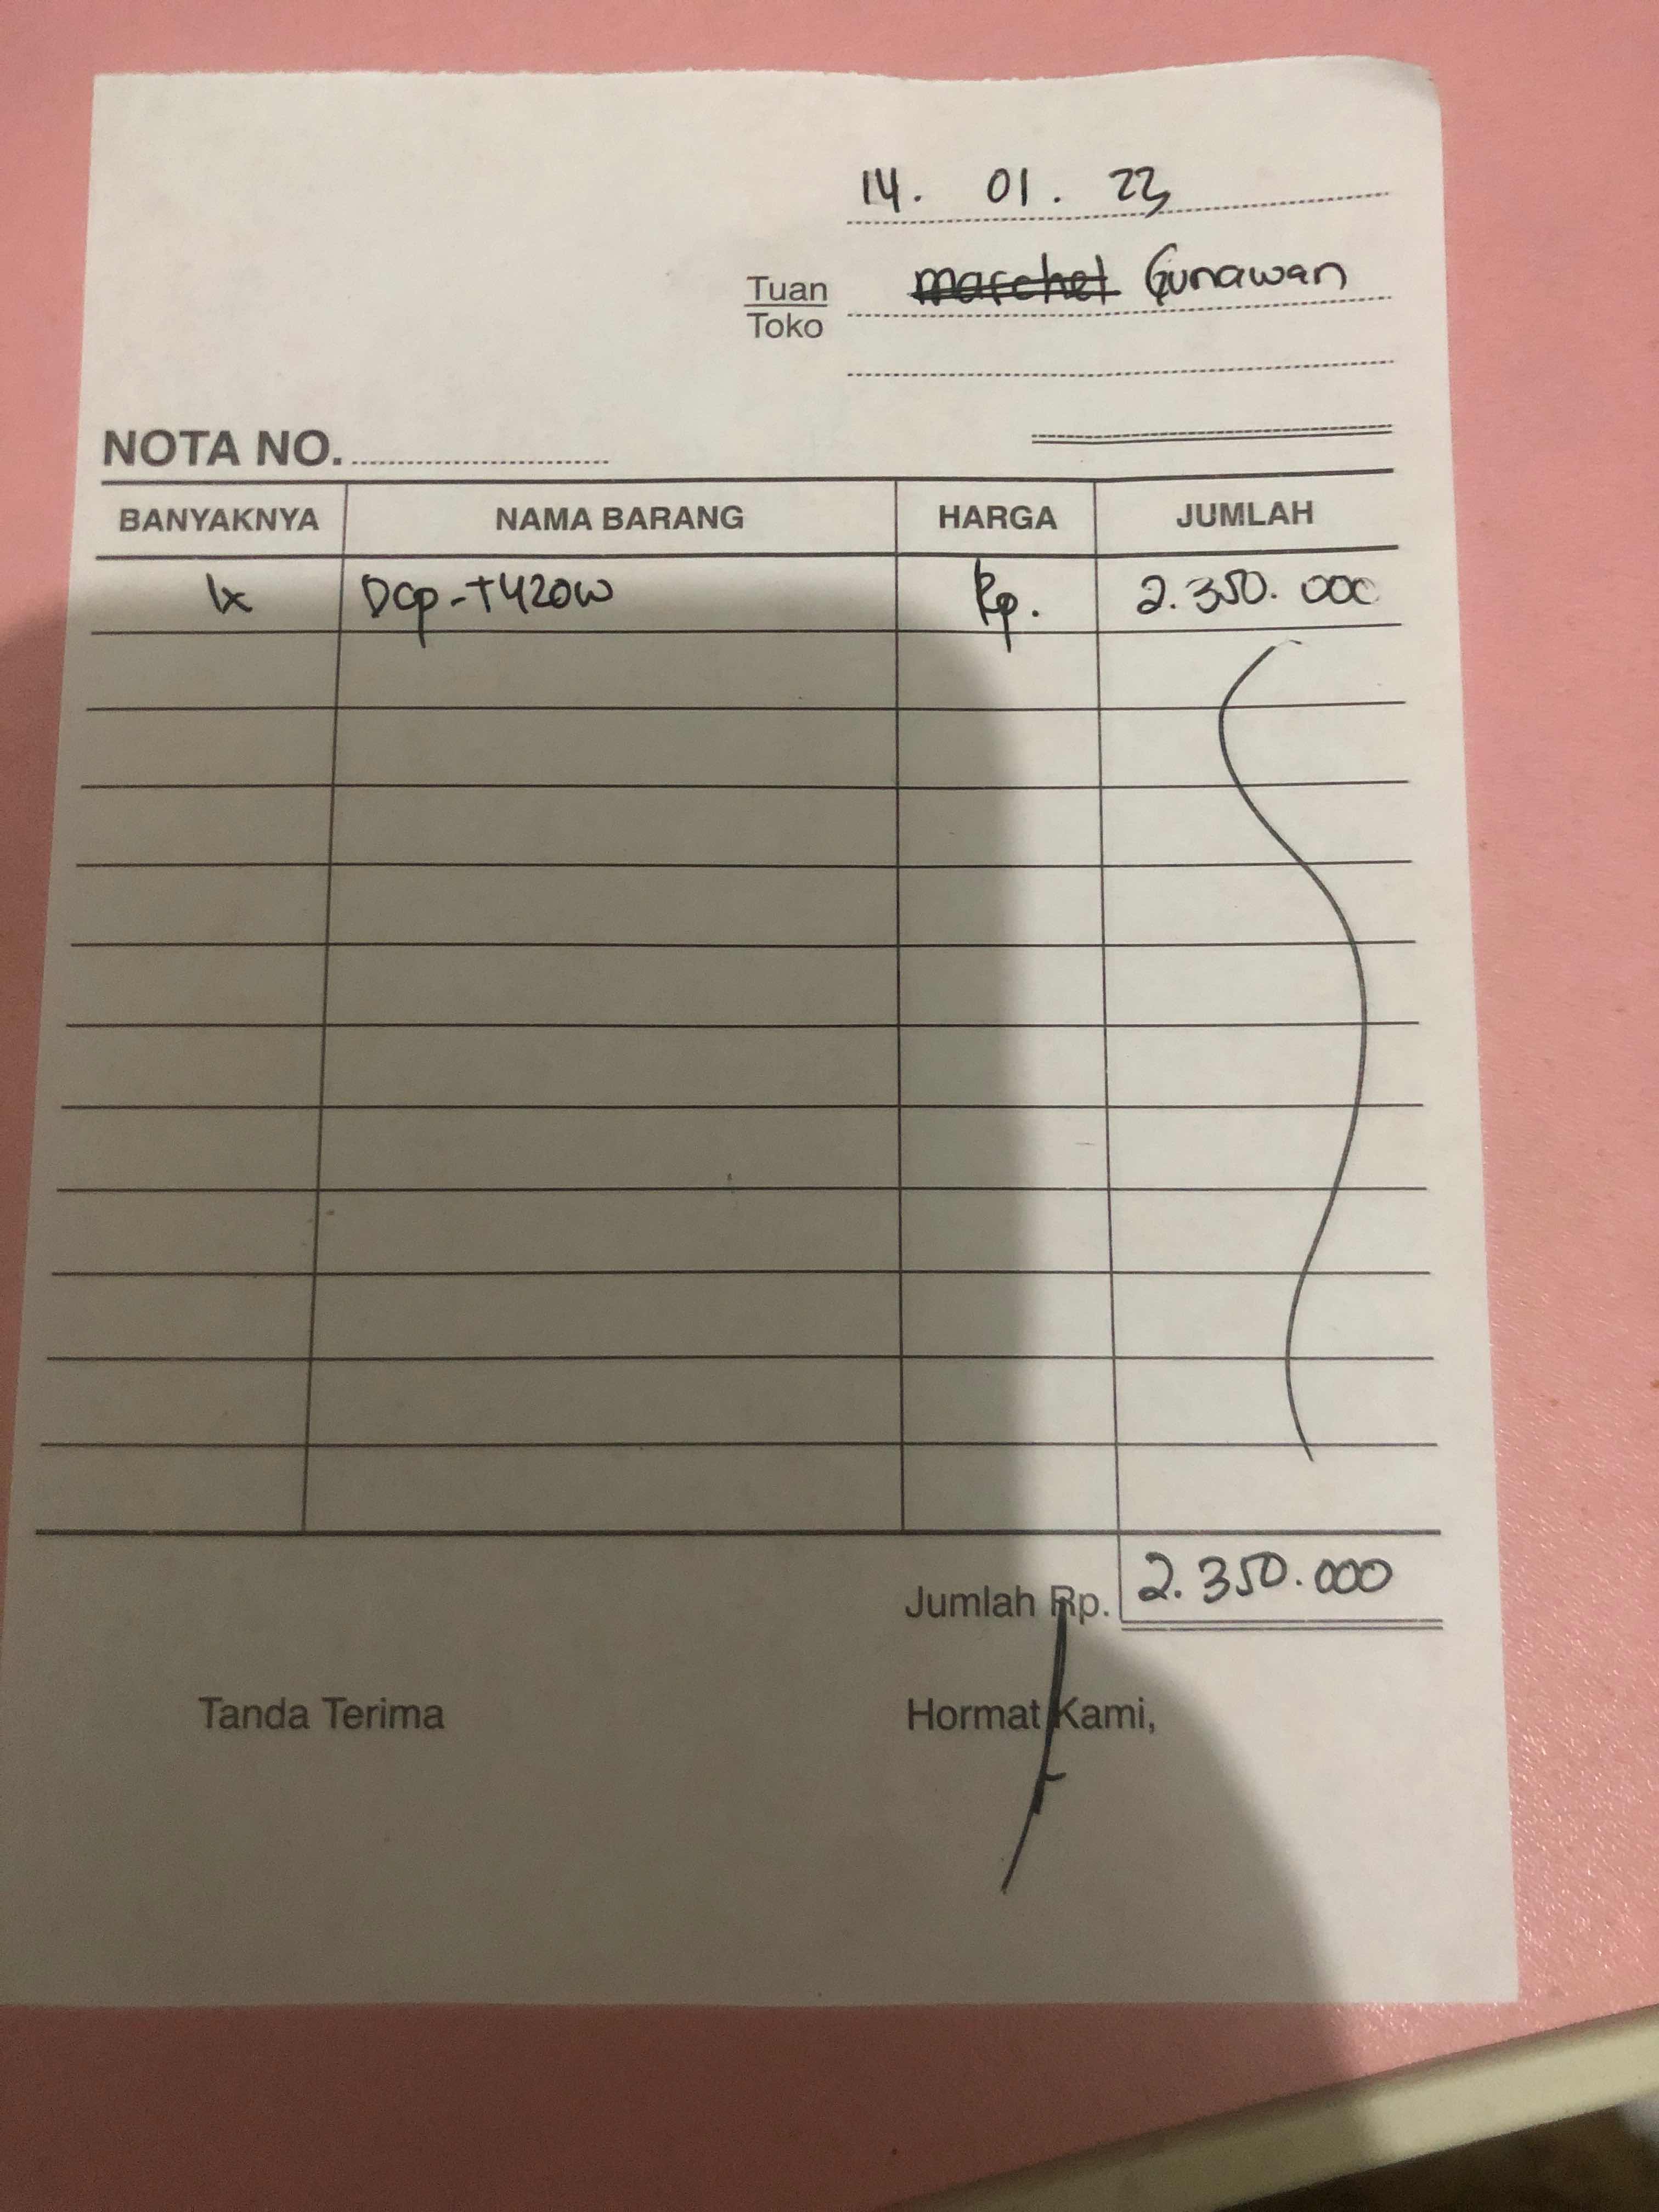 14. 01. 23
Tuan marchel Gunawan
Toko
NOTA NO.
BANYAKNYA NAMA BARANG HARGA JUMLAH
1x Dcp-T420W Rp. 2.350.000
Jumlah Rp. 2.350.000
Tanda Terima Hormat Kami,